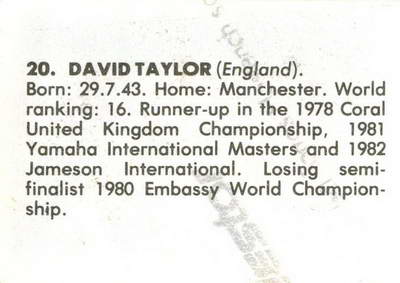 20. DAVID TAYLOR (England).
Born: 29.7.43. Home: Manchester. World
ranking: 16. Runner-up in the 1978 Coral
United Kingdom Championship, 1981
Yamaha International Masters and 1982
Jameson International. Losing semi-
finalist 1980 Embassy World Champion-
ship.